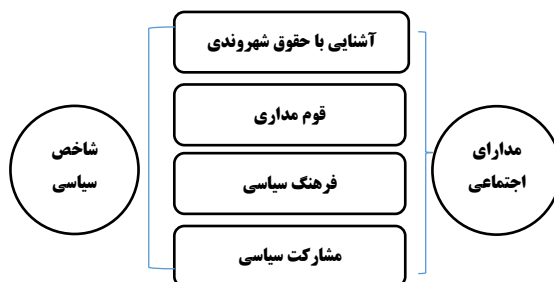 آشنایی با حقوق شهروندی
قوم مداری
مدارای
اجتماعی
شاخص
سیاسی
فرهنگ سیاسی
مشارکت سیاسی